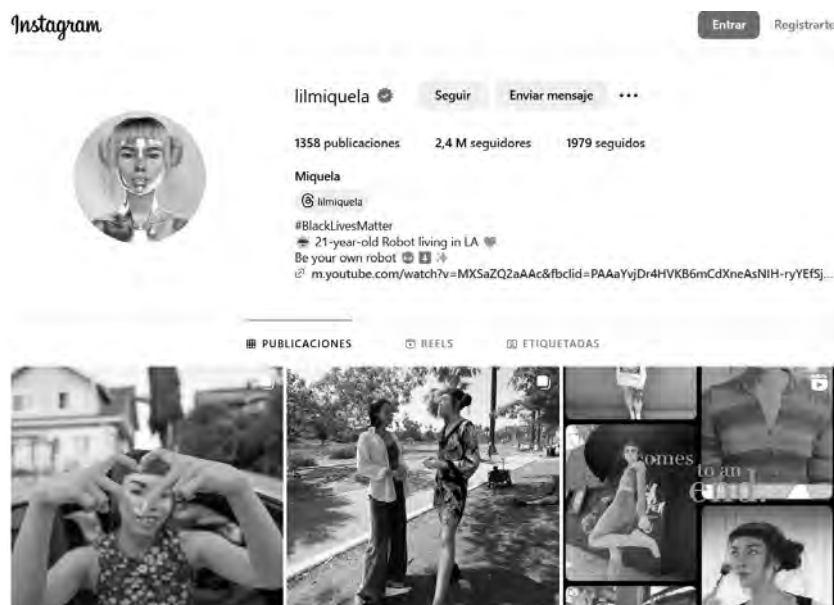 Instagram
Entrar
Registrarte
lilmiquela
Seguir
Enviar mensaje
1358 publicaciones
2,4 M seguidores
1979 seguidos
Miquela
lilmiquela
#BlackLivesMatter
21-year-old Robot living in LA
Be your own robot
m.youtube.com/watch?v=MXSaZQ2aAAc&fbclid=PAAaYvjDr4HVKB6mCdXneAsNIH-ryYEfSj...
PUBLICACIONES
REELS
ETIQUETADAS
comes
to an
end.